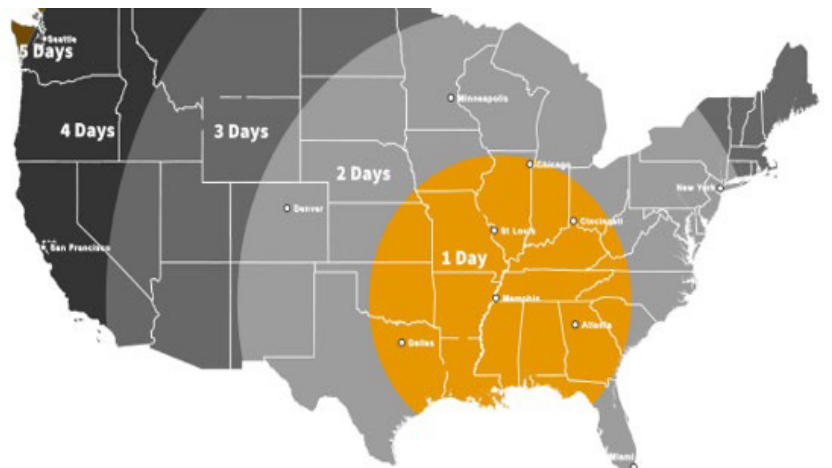 Seattle
5 Days
4 Days
3 Days
2 Days
1 Day
Minneapolis
Chicago
New York
Denver
Cincinnati
St Louis
San Francisco
Memphis
Atlanta
Dallas
Miami